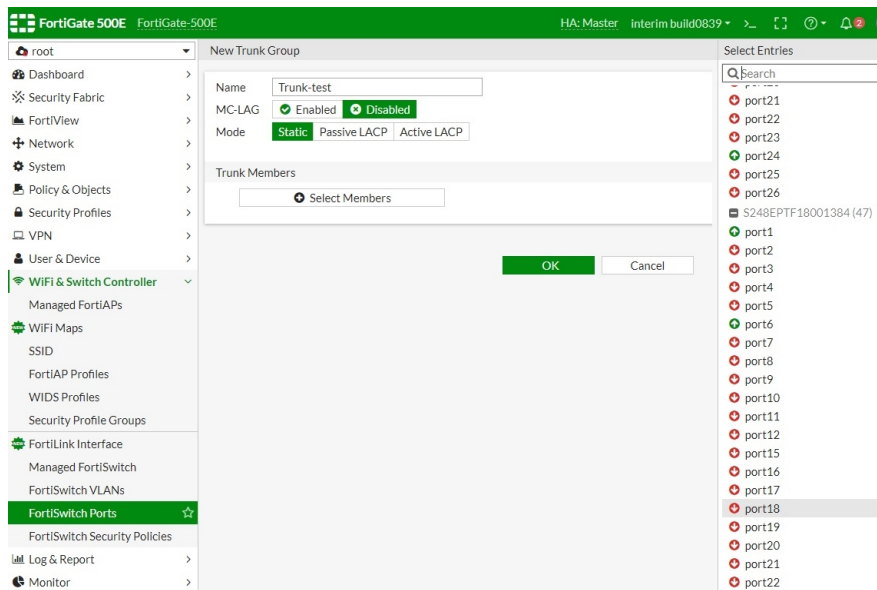 FortiGate 500E FortiGate-500E HA: Master interim build0839 >_ 2
root
Dashboard
Security Fabric
FortiView
Network
System
Policy & Objects
Security Profiles
VPN
User & Device
WiFi & Switch Controller
Managed FortiAPs
NEW WiFi Maps
SSID
FortiAP Profiles
WIDS Profiles
Security Profile Groups
NEW FortiLink Interface
Managed FortiSwitch
FortiSwitch VLANs
FortiSwitch Ports
FortiSwitch Security Policies
Log & Report
Monitor
New Trunk Group
Name Trunk-test
MC-LAG Enabled Disabled
Mode Static Passive LACP Active LACP
Trunk Members
Select Members
OK Cancel
Select Entries
Search
port21
port22
port23
port24
port25
port26
S248EPTF18001384 (47)
port1
port2
port3
port4
port5
port6
port7
port8
port9
port10
port11
port12
port15
port16
port17
port18
port19
port20
port21
port22